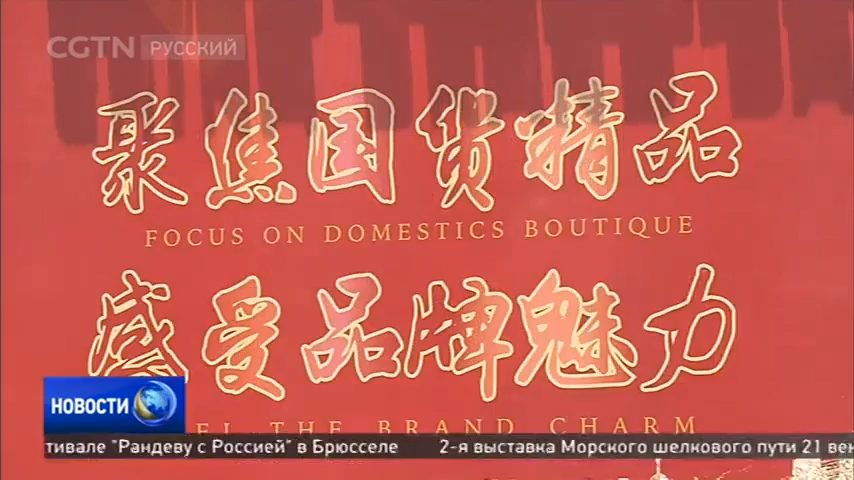 CGTN РУССКИЙ
聚焦国货精品
FOCUS ON DOMESTICS BOUTIQUE
感受品牌魅力
THE BRAND CHARM
НОВОСТИ
тивале "Рандеву с Россией" в Брюсселе 2-я выставка Морского шелкового пути 21 век